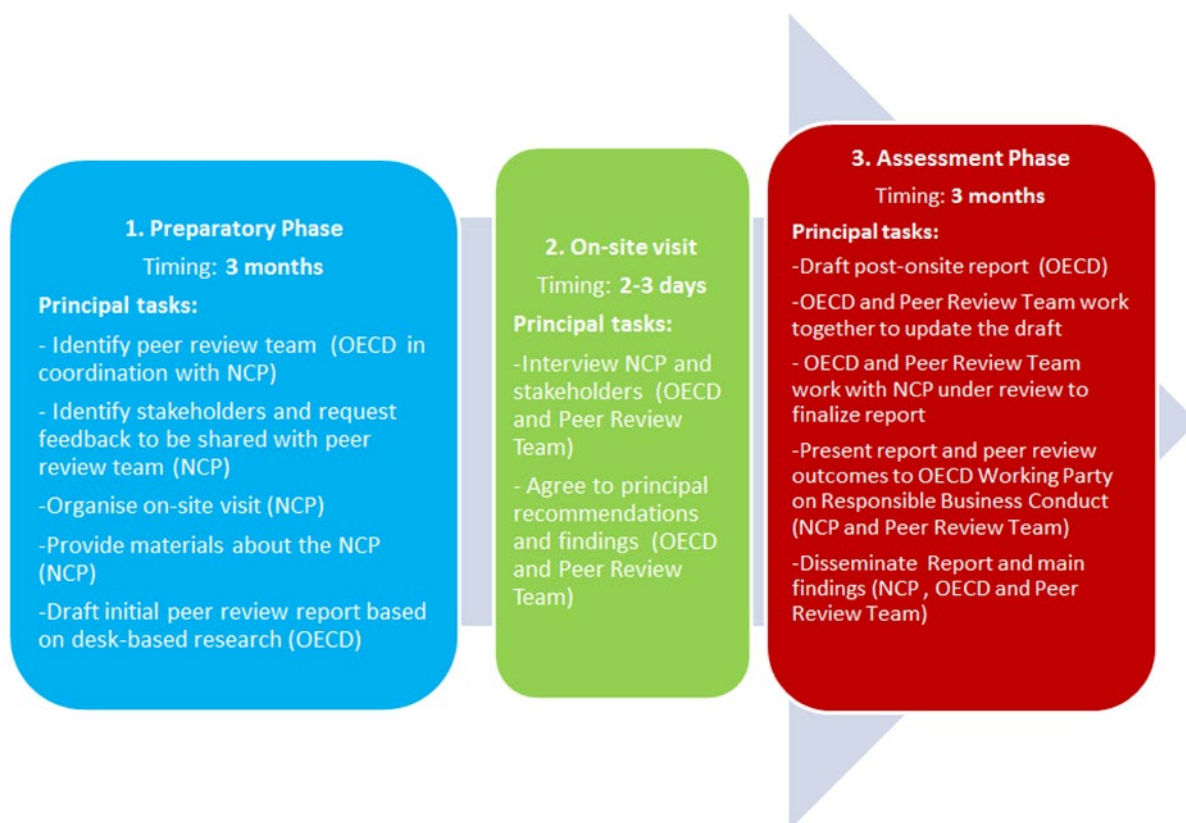 1. Preparatory Phase
Timing: 3 months
Principal tasks:
- Identify peer review team (OECD in
coordination with NCP)
- Identify stakeholders and request
feedback to be shared with peer
review team (NCP)
-Organise on-site visit (NCP)
-Provide materials about the NCP
(NCP)
-Draft initial peer review report based
on desk-based research (OECD)
2. On-site visit
Timing: 2-3 days
Principal tasks:
-Interview NCP and
stakeholders (OECD
and Peer Review
Team)
- Agree to principal
recommendations
and findings (OECD
and Peer Review
Team)
3. Assessment Phase
Timing: 3 months
Principal tasks:
-Draft post-onsite report (OECD)
-OECD and Peer Review Team work
together to update the draft
- OECD and Peer Review Team
work with NCP under review to
finalize report
-Present report and peer review
outcomes to OECD Working Party
on Responsible Business Conduct
(NCP and Peer Review Team)
-Disseminate Report and main
findings (NCP , OECD and Peer
Review Team)